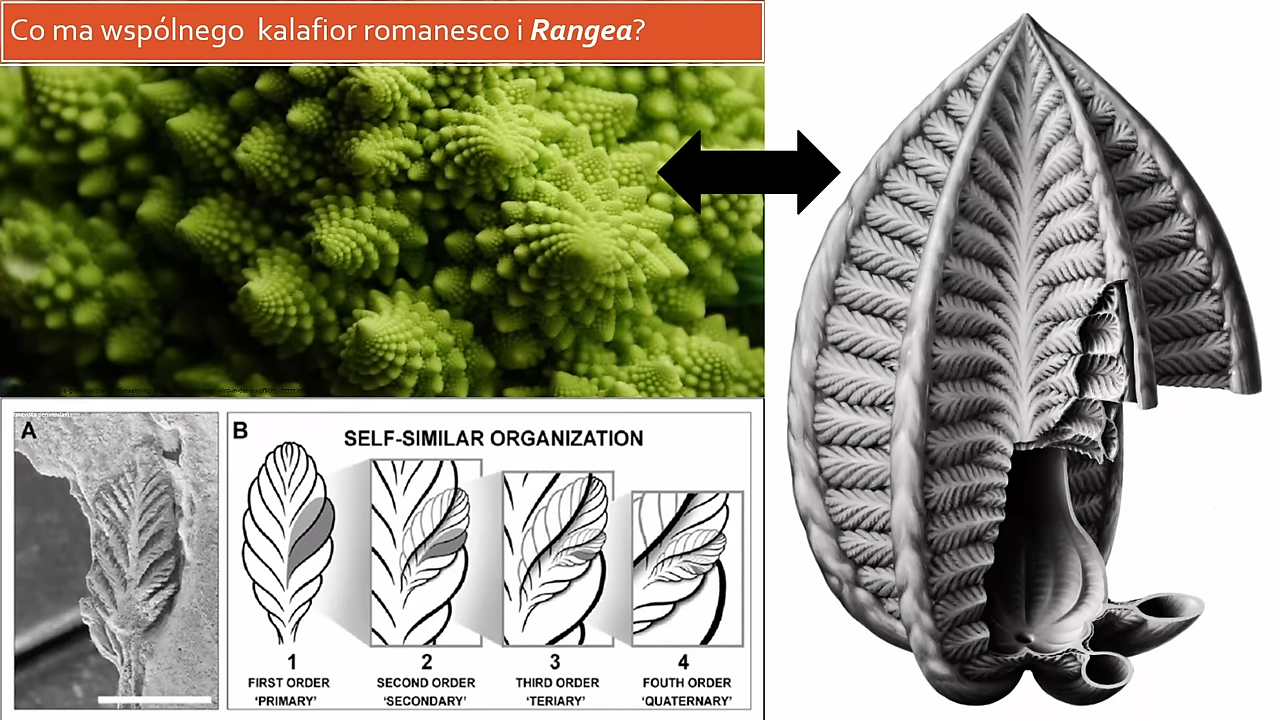 Co ma wspólnego kalafior romanesco i Rangea?
A
B
SELF-SIMILAR ORGANIZATION
1
2
3
4
FIRST ORDER
SECOND ORDER
THIRD ORDER
FOUTH ORDER
'PRIMARY'
'SECONDARY'
'TERIARY'
'QUATERNARY'